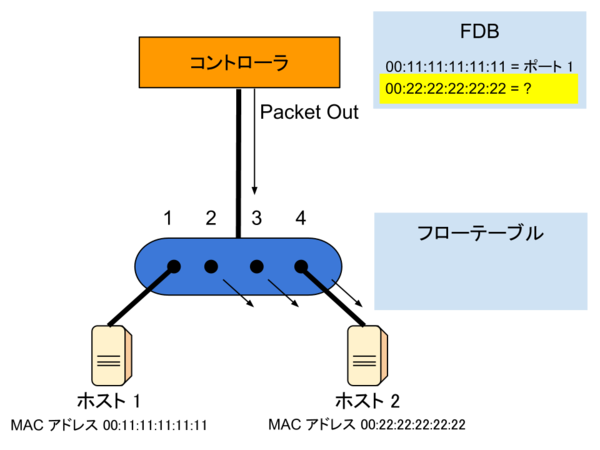 コントローラ
FDB
00:11:11:11:11:11 = ポート 1
00:22:22:22:22:22 = ?
Packet Out
1 2 3 4
フローテーブル
ホスト 1
MAC アドレス 00:11:11:11:11:11
ホスト 2
MAC アドレス 00:22:22:22:22:22